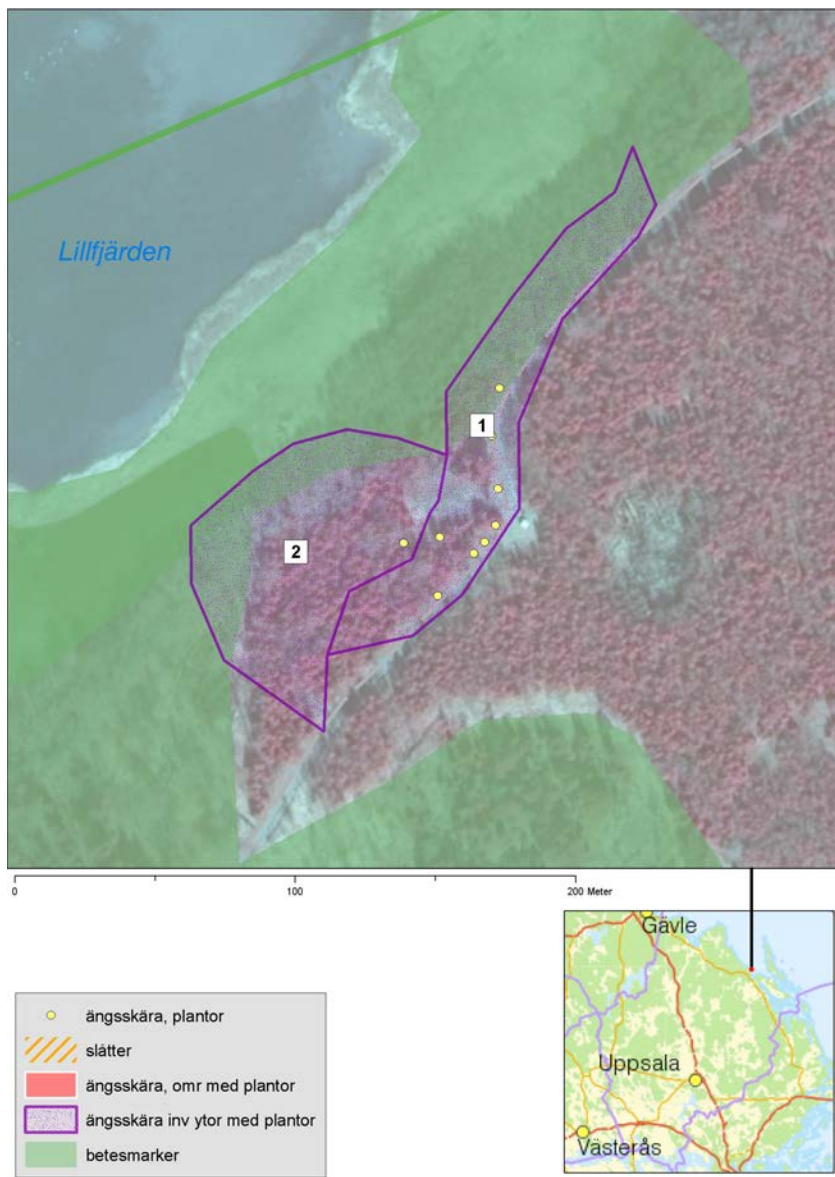 Lillfjärden
1
2
0 100 200 Meter
Gävle
Uppsala
Västerås
ängsskära, plantor
slåtter
ängsskära, omr med plantor
ängsskära inv ytor med plantor
betesmarker